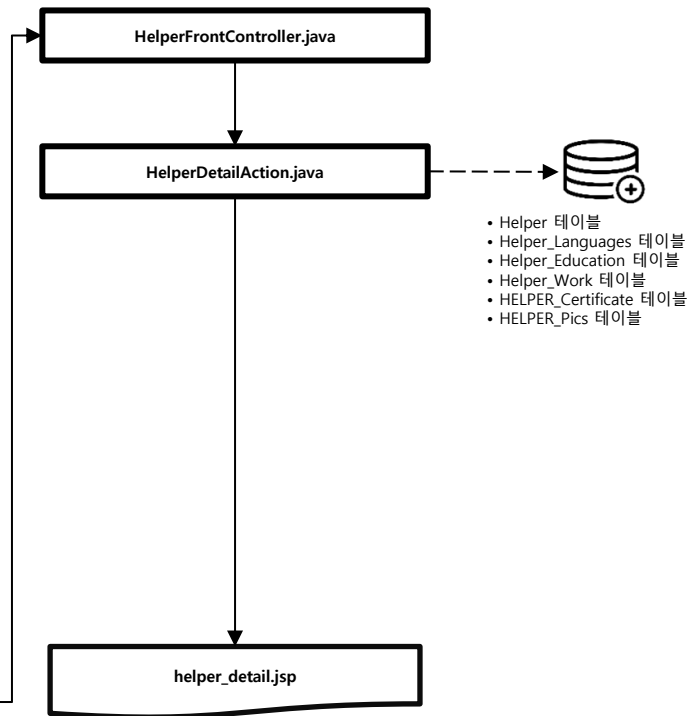 HelperFrontController.java
HelperDetailAction.java
• Helper 테이블
• Helper_Languages 테이블
• Helper_Education 테이블
• Helper_Work 테이블
• HELPER_Certificate 테이블
• HELPER_Pics 테이블
helper_detail.jsp